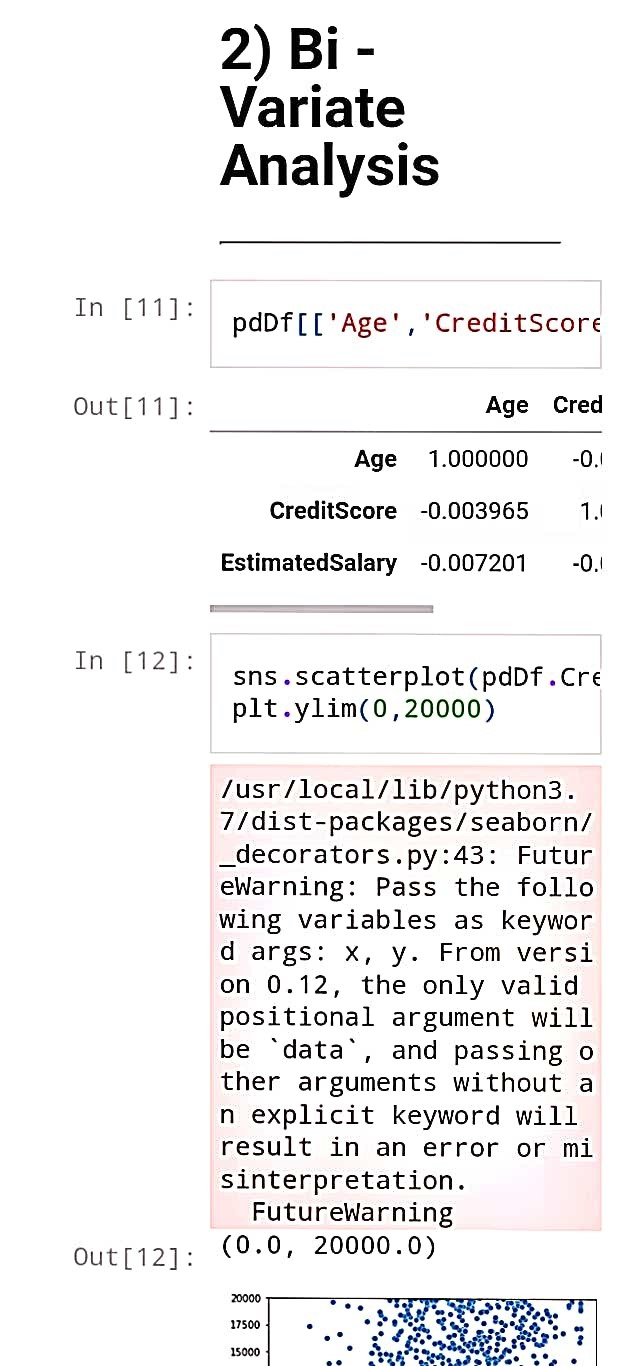 2) Bi -
Variate
Analysis
In [11]:
pdDf[['Age','CreditScore
Out[11]:
Age Cred
Age 1.000000 -0.
CreditScore -0.003965 1.
EstimatedSalary -0.007201 -0.
In [12]:
sns.scatterplot(pdDf.Cre
plt.ylim(0,20000)
/usr/local/lib/python3.
7/dist-packages/seaborn/
_decorators.py:43: Futur
eWarning: Pass the follo
wing variables as keywor
d args: x, y. From versi
on 0.12, the only valid
positional argument will
be `data`, and passing o
ther arguments without a
n explicit keyword will
result in an error or mi
sinterpretation.
FutureWarning
Out[12]:
(0.0, 20000.0)
20000
17500
15000